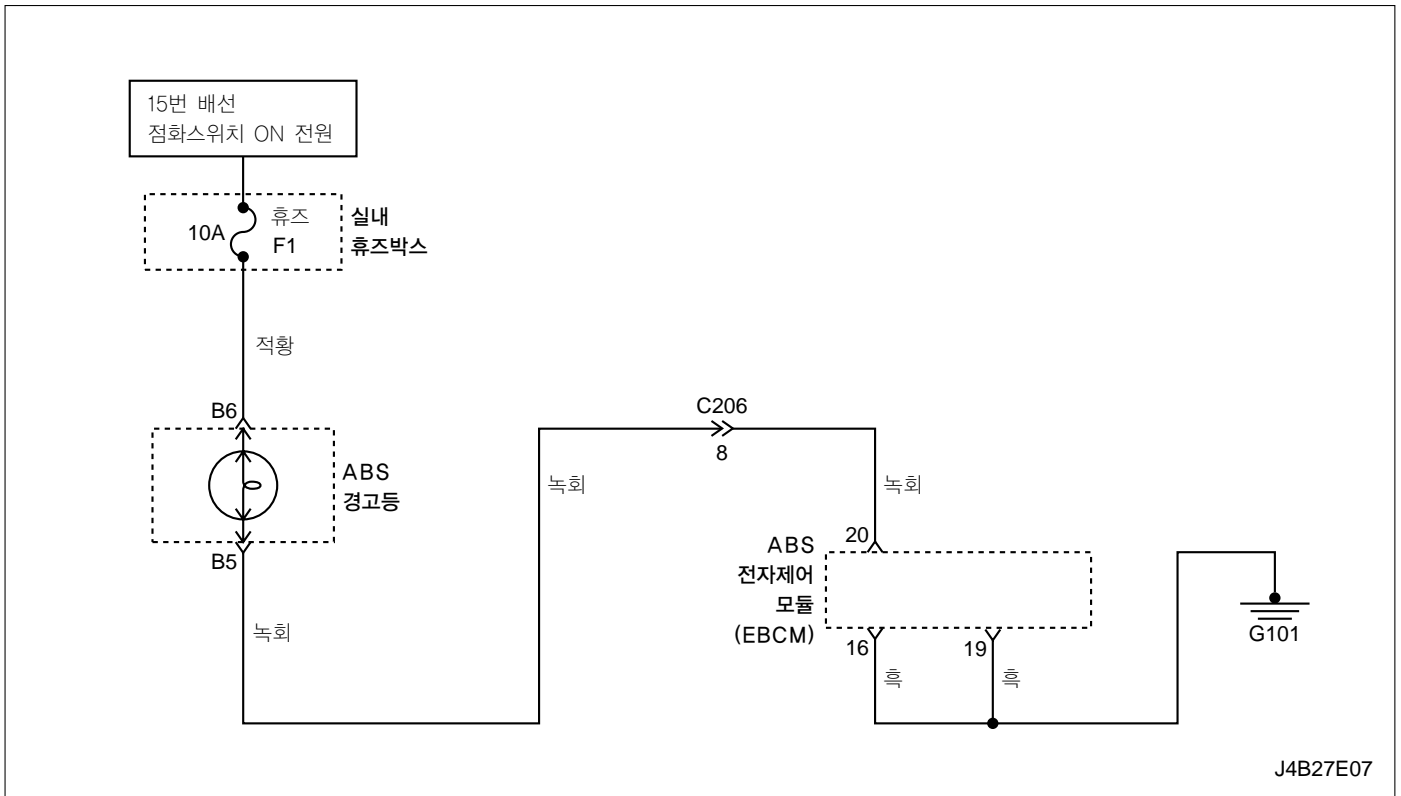 15번 배선
점화스위치 ON 전원
10A
휴즈
F1
실내
휴즈박스
적황
B6
ABS
경고등
B5
녹회
녹회
C206
8
녹회
20
ABS
전자제어
모듈
(EBCM)
16
19
흑
흑
G101
J4B27E07